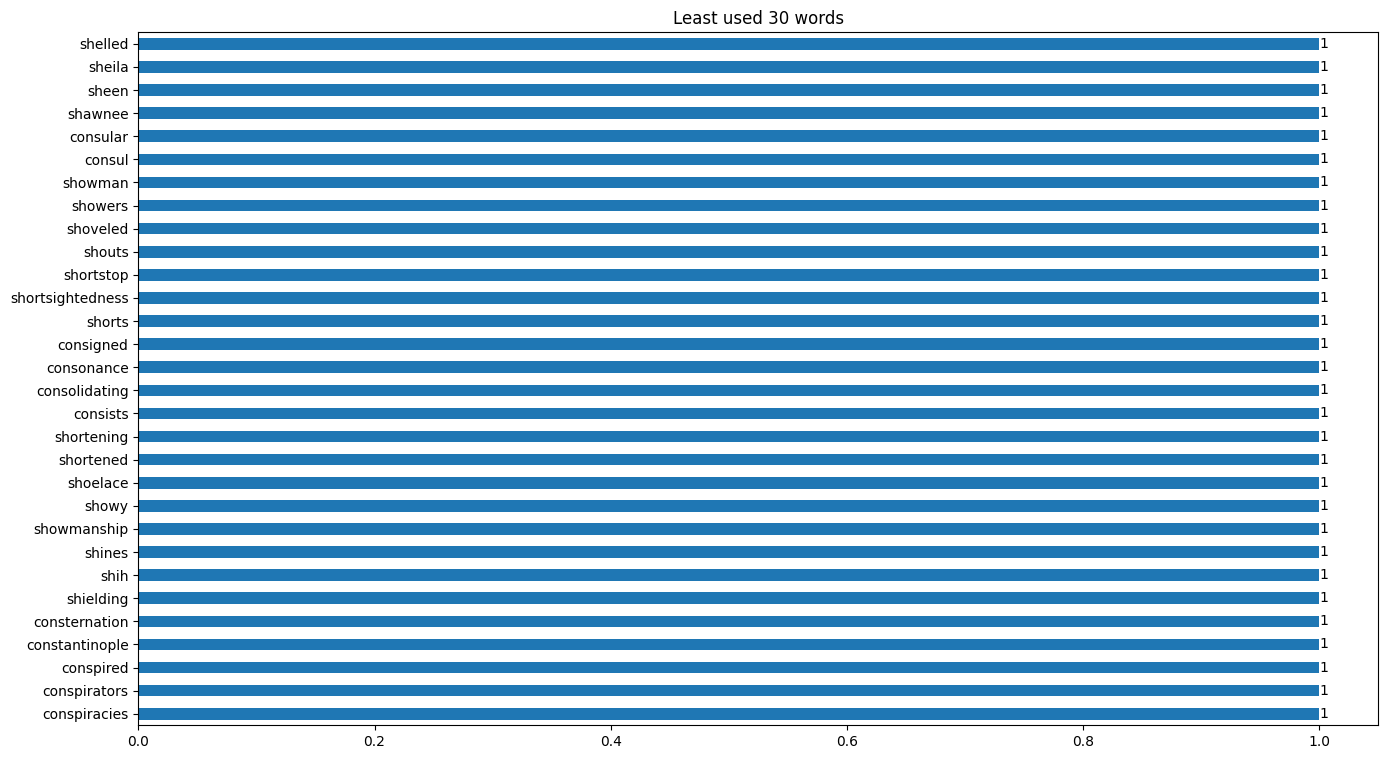 Least used 30 words
shelled 1
sheila 1
sheen 1
shawnee 1
consular 1
consul 1
showman 1
showers 1
shoveled 1
shouts 1
shortstop 1
shortsightedness 1
shorts 1
consigned 1
consonance 1
consolidating 1
consists 1
shortening 1
shortened 1
shoelace 1
showy 1
showmanship 1
shines 1
shih 1
shielding 1
consternation 1
constantinople 1
conspired 1
conspirators 1
conspiracies 1
0.0 0.2 0.4 0.6 0.8 1.0